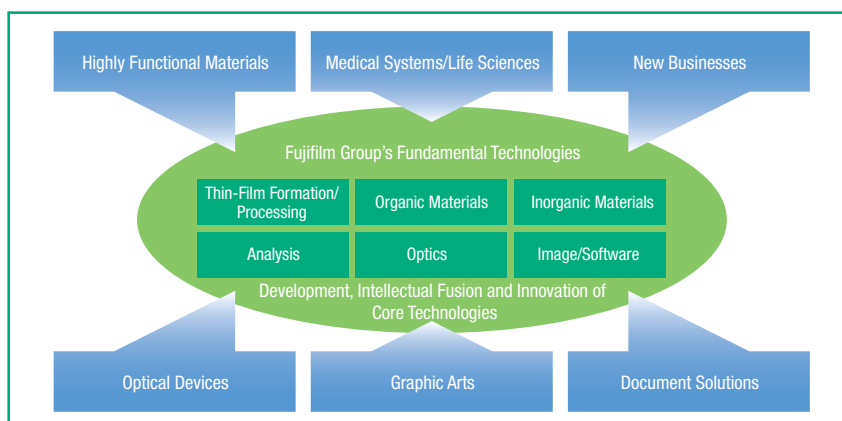 Highly Functional Materials
Medical Systems/Life Sciences
New Businesses
Fujifilm Group's Fundamental Technologies
Thin-Film Formation/
Processing
Organic Materials
Inorganic Materials
Analysis
Optics
Image/Software
Development, Intellectual Fusion and Innovation of
Core Technologies
Optical Devices
Graphic Arts
Document Solutions